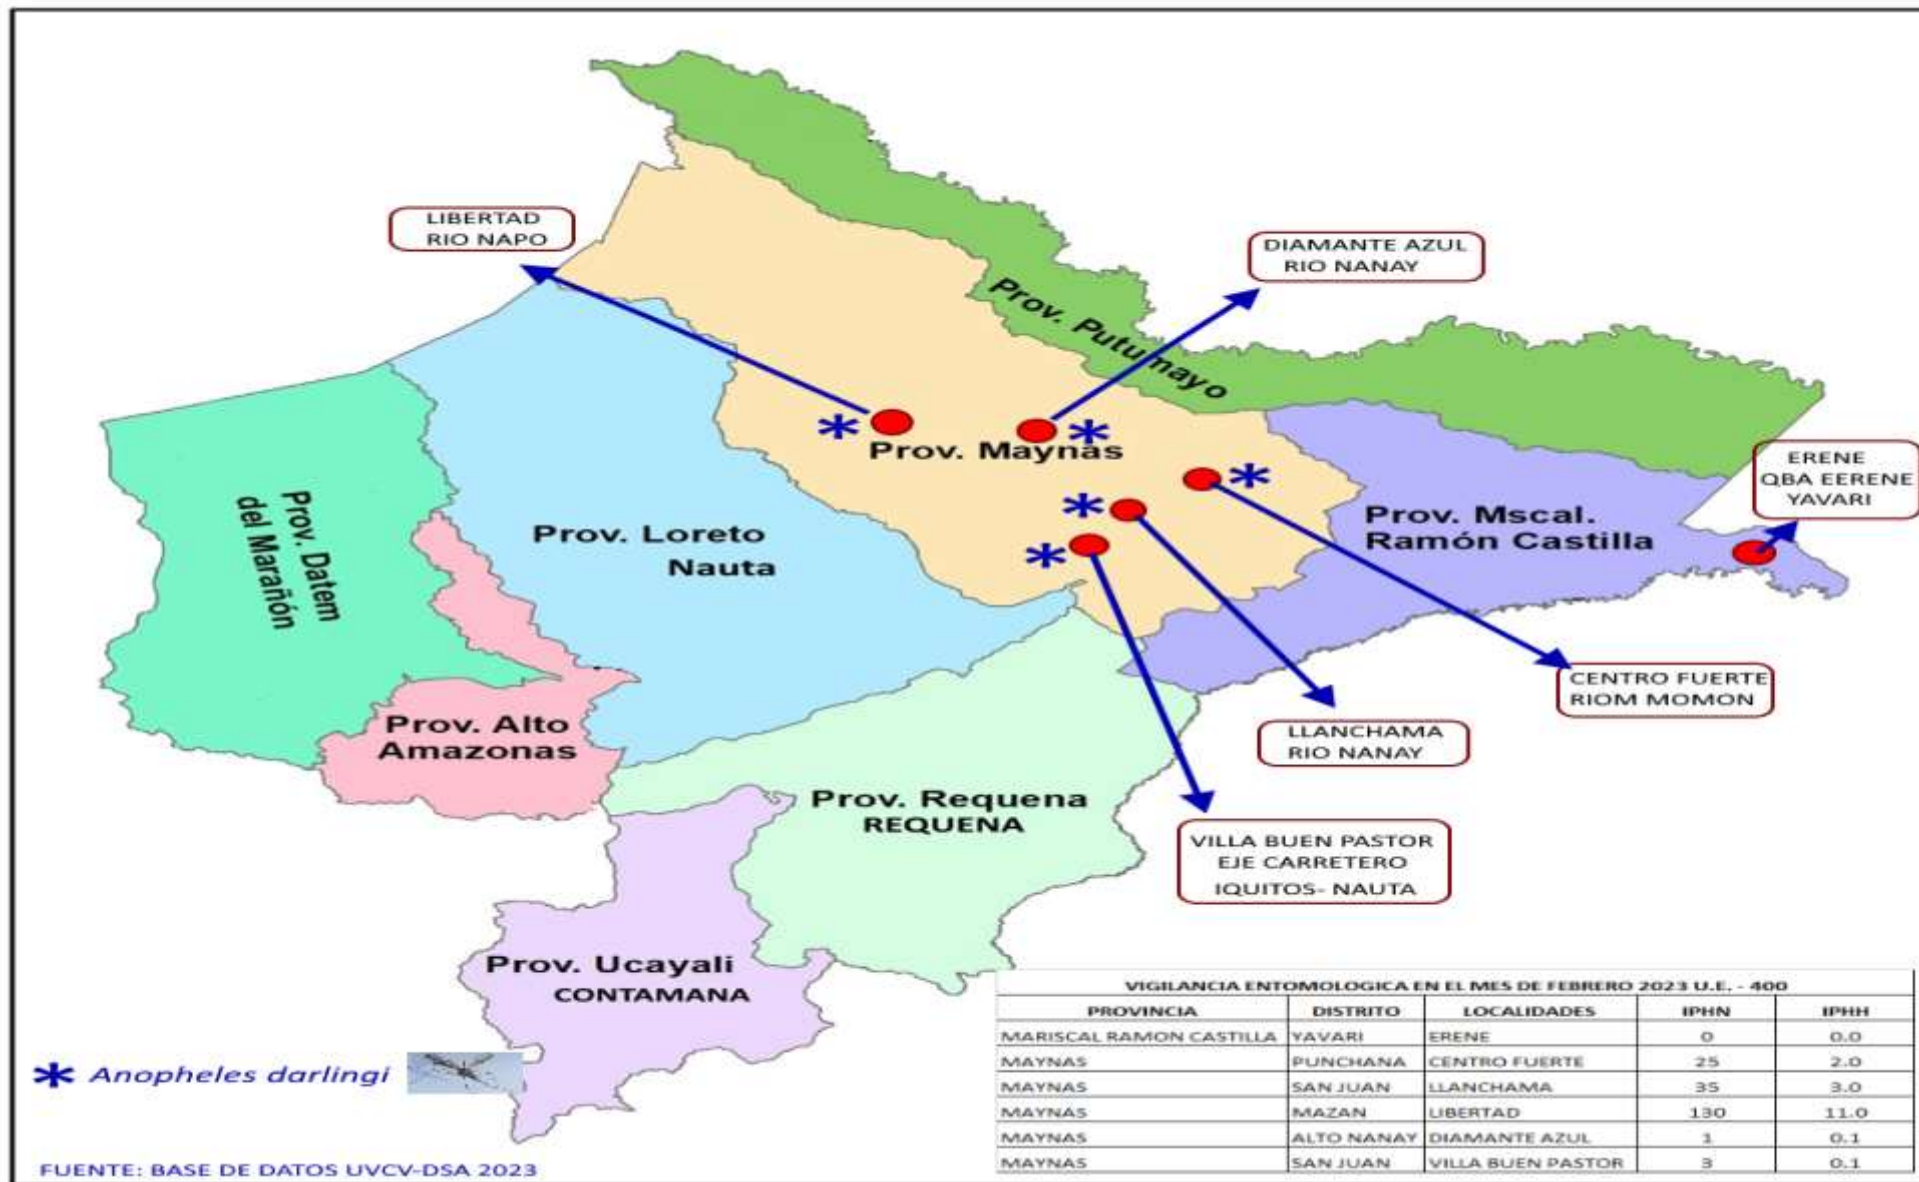 LIBERTAD
RIO NAPO
DIAMANTE AZUL
RIO NANAY
Prov. Putumayo
Prov. Maynas
ERENE
QBA EERENE
YAVARI
Prov. Datem
del Marañón
Prov. Loreto
Nauta
Prov. Mscal.
Ramón Castilla
CENTRO FUERTE
RIOM MOMON
LLANCHAMA
RIO NANAY
Prov. Alto
Amazonas
Prov. Requena
REQUENA
VILLA BUEN PASTOR
EJE CARRETERO
IQUITOS- NAUTA
Prov. Ucayali
CONTAMANA
VIGILANCIA ENTOMOLOGICA EN EL MES DE FEBRERO 2023 U.E. - 400
PROVINCIA DISTRITO LOCALIDADES IPHN IPHH
MARISCAL RAMON CASTILLA YAVARI ERENE 0 0.0
MAYNAS PUNCHANA CENTRO FUERTE 25 2.0
MAYNAS SAN JUAN LLANCHAMA 35 3.0
MAYNAS MAZAN LIBERTAD 130 11.0
MAYNAS ALTO NANAY DIAMANTE AZUL 1 0.1
MAYNAS SAN JUAN VILLA BUEN PASTOR 3 0.1
* Anopheles darlingi
FUENTE: BASE DE DATOS UVCV-DSA 2023